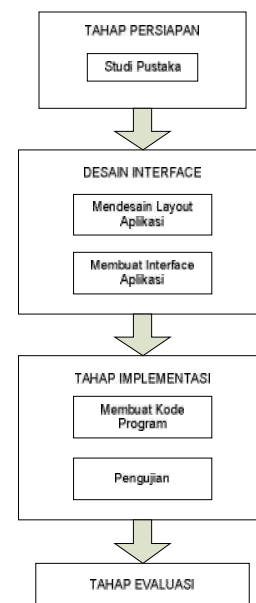 TAHAP PERSIAPAN
Studi Pustaka
DESAIN INTERFACE
Mendesain Layout
Aplikasi
Membuat Interface
Aplikasi
TAHAP IMPLEMENTASI
Membuat Kode
Program
Pengujian
TAHAP EVALUASI